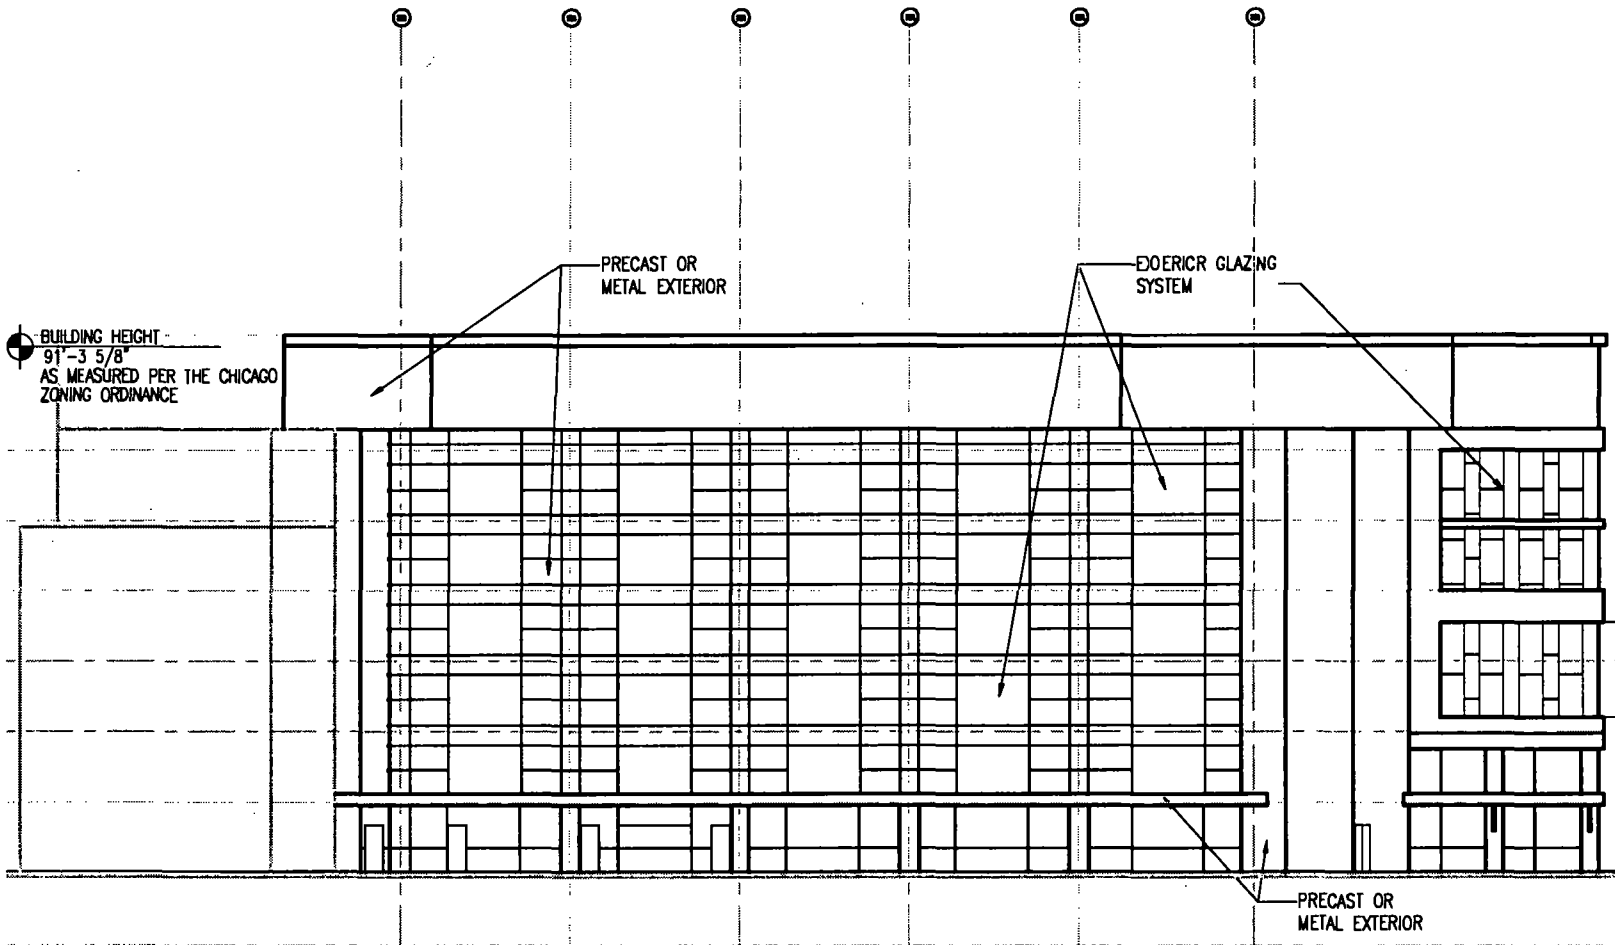 PRECAST OR
METAL EXTERIOR
EXOERICR GLAZING
SYSTEM
BUILDING HEIGHT
91'-3 5/8"
AS MEASURED PER THE CHICAGO
ZONING ORDINANCE
PRECAST OR
METAL EXTERIOR